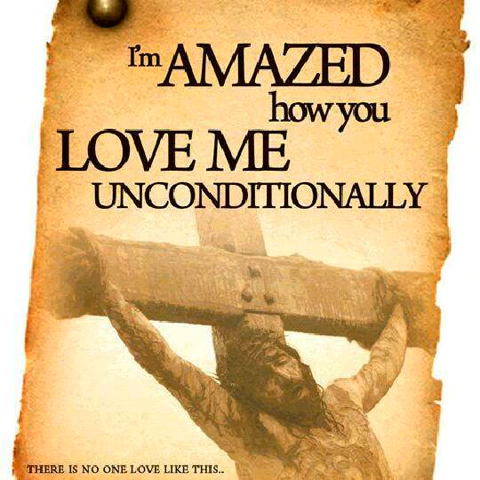 I'm AMAZED
how you
LOVE ME
UNCONDITIONALLY
THERE IS NO ONE LOVE LIKE THIS..